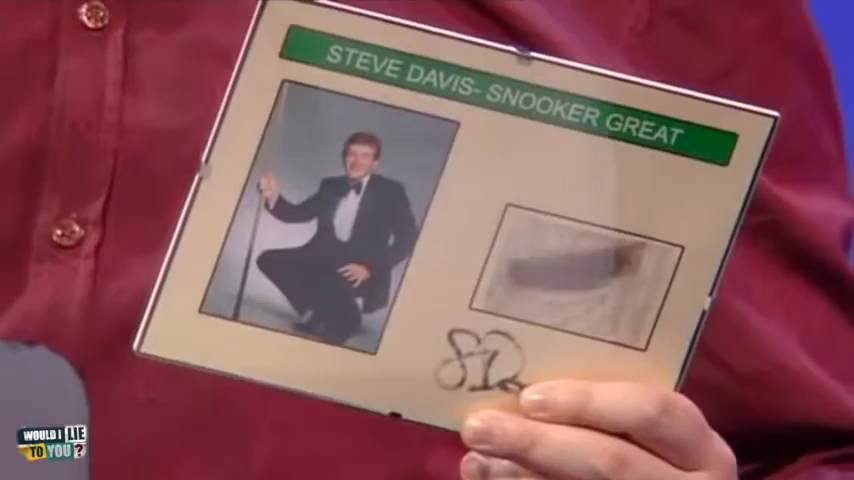 STEVE DAVIS- SNOOKER GREAT
WOULD I LIE
TO YOU?